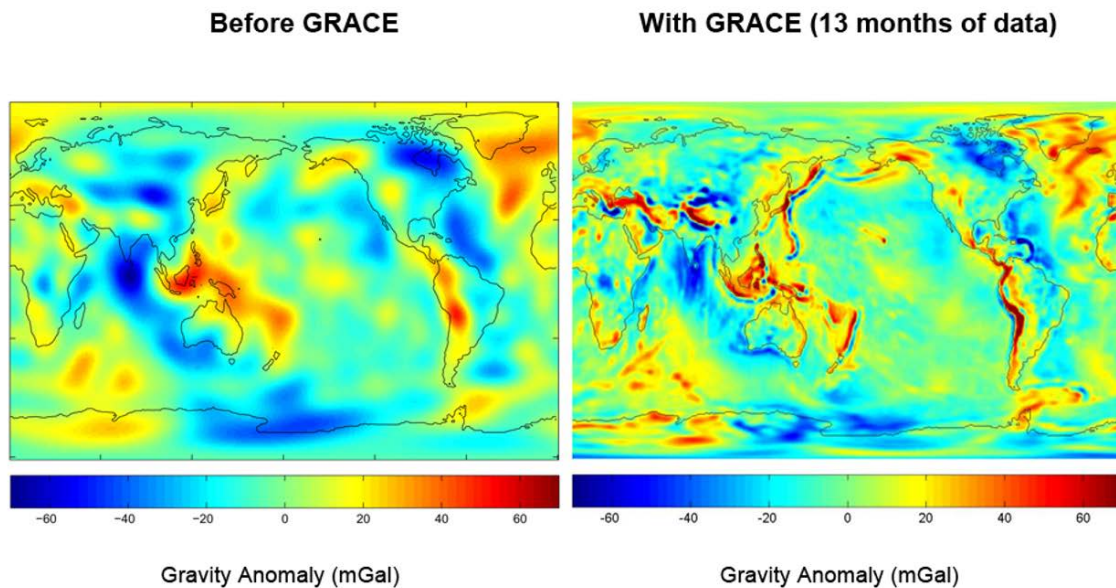 Before GRACE
With GRACE (13 months of data)
-60 -40 -20 0 20 40 60
-60 -40 -20 0 20 40 60
Gravity Anomaly (mGal)
Gravity Anomaly (mGal)